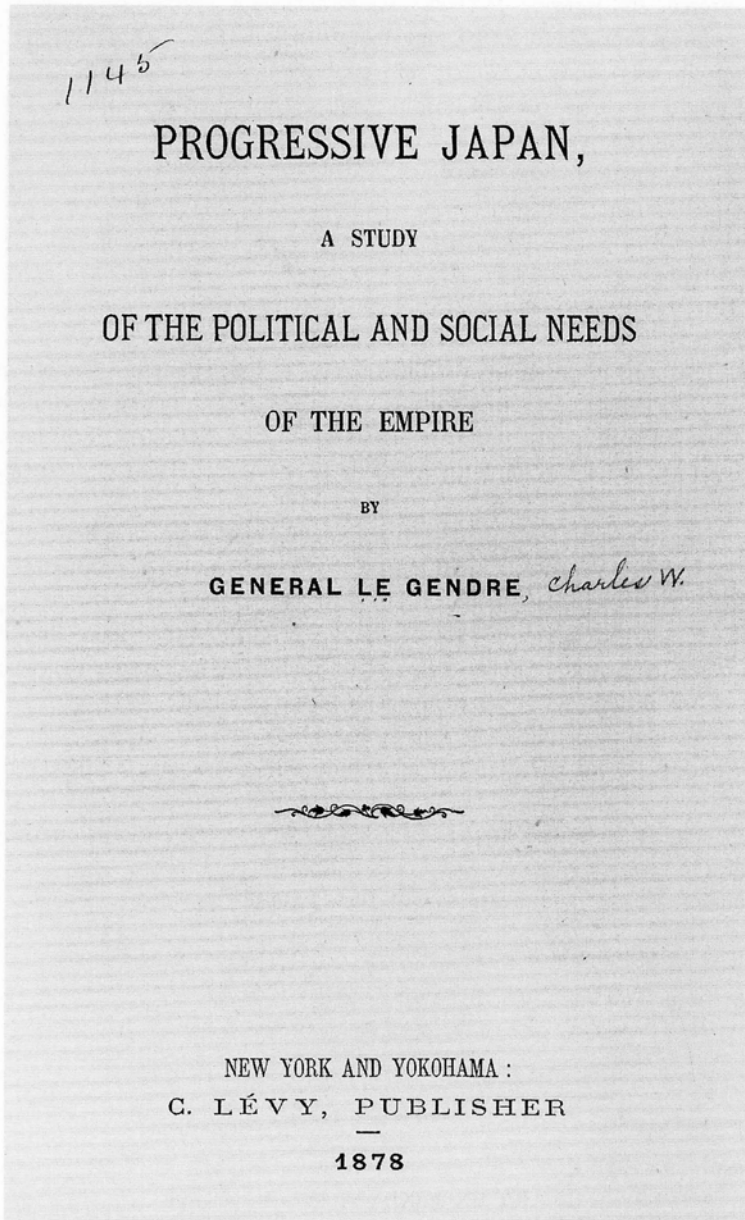 1145
PROGRESSIVE JAPAN,
A STUDY
OF THE POLITICAL AND SOCIAL NEEDS
OF THE EMPIRE
BY
GENERAL LE GENDRE, Charles W.
NEW YORK AND YOKOHAMA :
C. LÉVY, PUBLISHER
1878